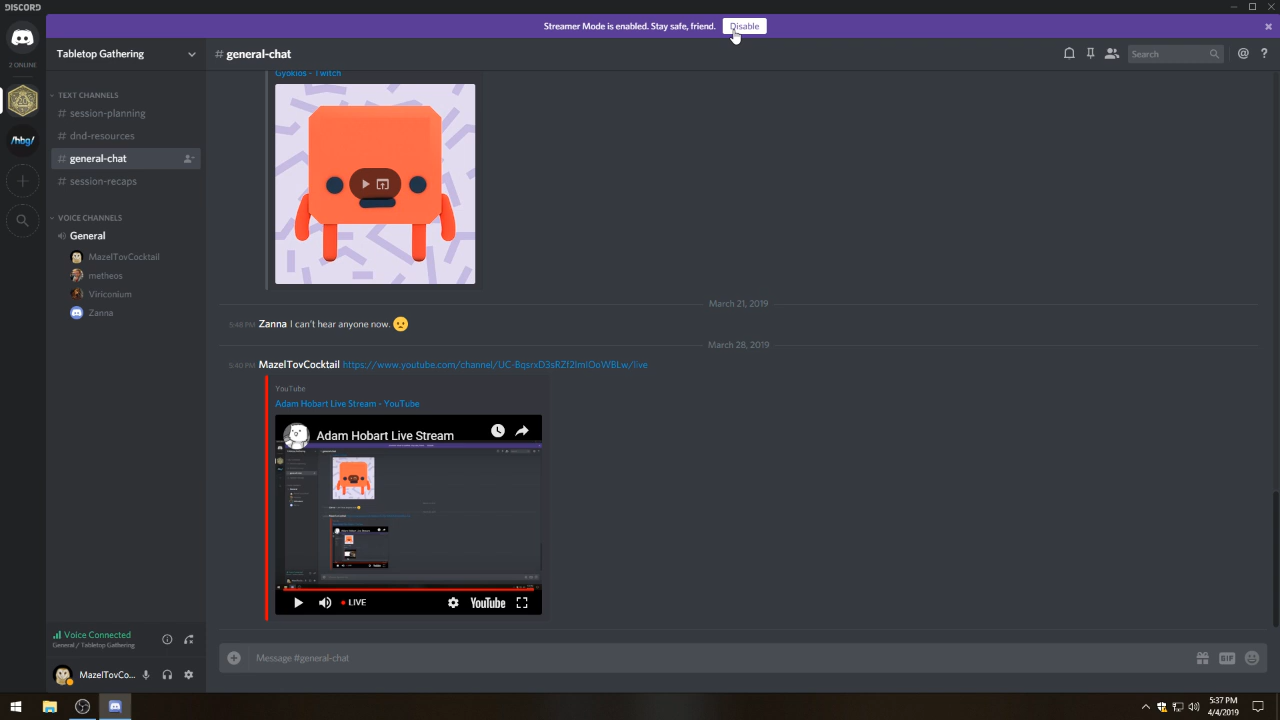 DISCORD
Streamer Mode is enabled. Stay safe, friend. Disable
2 ONLINE
Tabletop Gathering
# general-chat
Search
TEXT CHANNELS
# session-planning
# dnd-resources
# general-chat
# session-recaps
/hbg/
VOICE CHANNELS
General
MazelTovCocktail
metheos
Viriconium
Zanna
Gyokios - Twitch
March 21, 2019
5:48 PM Zanna I can't hear anyone now.
March 28, 2019
5:40 PM MazelTovCocktail https://www.youtube.com/channel/UC-BqsrxD3sRZf2ImIOoWBLw/live
YouTube
Adam Hobart Live Stream - YouTube
Adam Hobart Live Stream
LIVE
YouTube
Voice Connected
General / Tabletop Gathering
MazelTovCo...
Message #general-chat
GIF
5:37 PM
4/4/2019